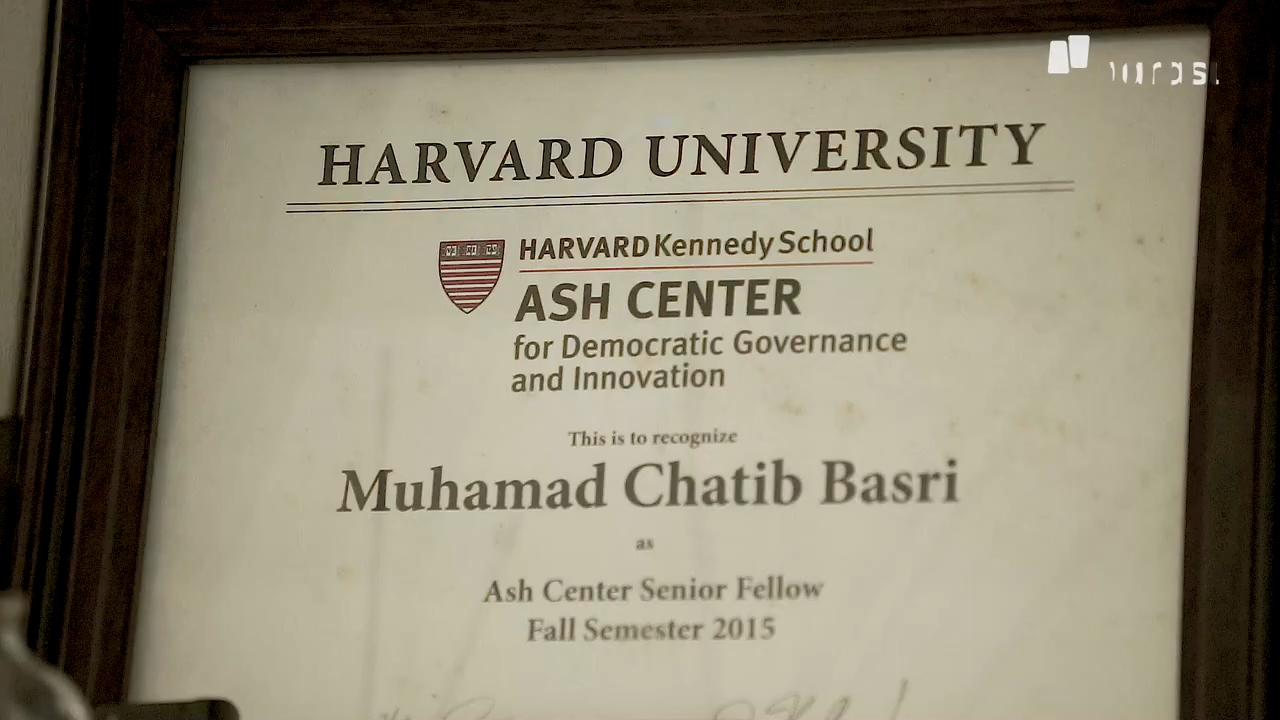 HARVARD UNIVERSITY
HARVARD Kennedy School
ASH CENTER
for Democratic Governance
and Innovation
This is to recognize
Muhamad Chatib Basri
as
Ash Center Senior Fellow
Fall Semester 2015